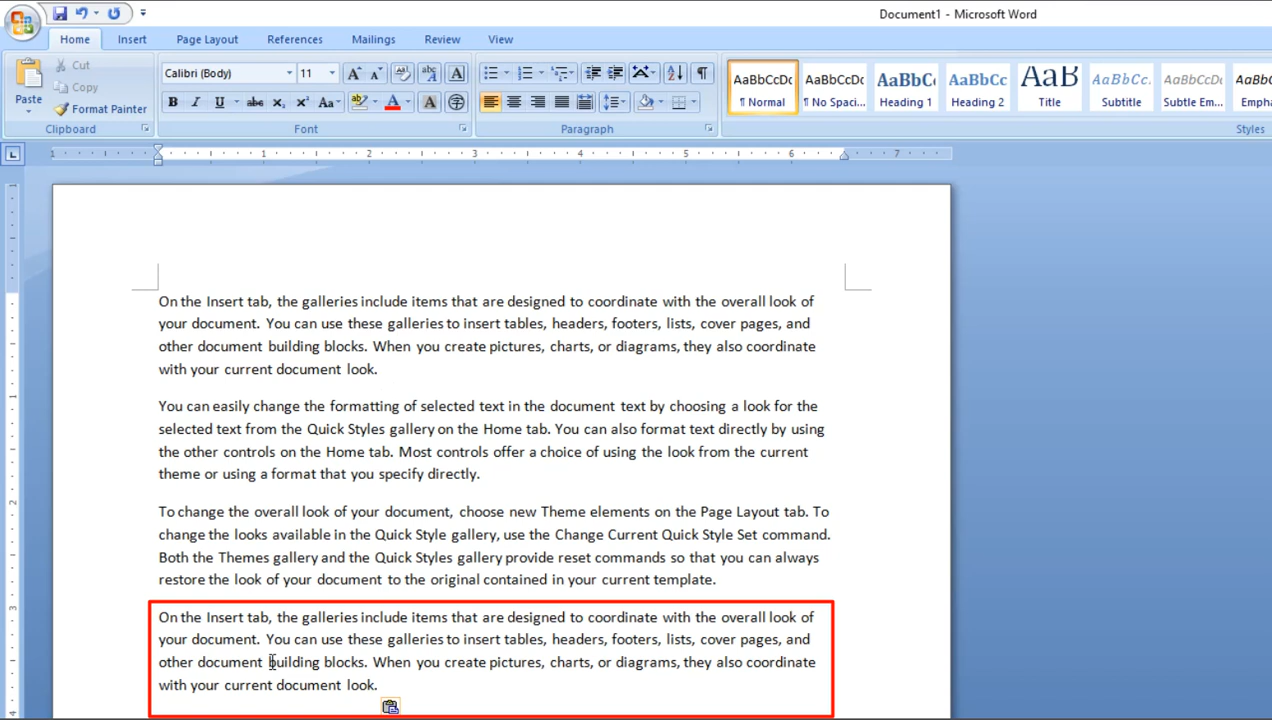 Document1 - Microsoft Word
Home Insert Page Layout References Mailings Review View
Paste
Cut
Copy
Format Painter
Clipboard
Calibri (Body) 11
B I U abc X₂ X² Aa
Font
Paragraph
AaBbCcDc AaBbCcDc AaBbC AaBbCc AaB AaBbCc. AaBbCcDc AaBbCc
¶ Normal ¶ No Spaci... Heading 1 Heading 2 Title Subtitle Subtle Em... Empha
Styles
1 1 2 3 4 5 6 7
On the Insert tab, the galleries include items that are designed to coordinate with the overall look of
your document. You can use these galleries to insert tables, headers, footers, lists, cover pages, and
other document building blocks. When you create pictures, charts, or diagrams, they also coordinate
with your current document look.
You can easily change the formatting of selected text in the document text by choosing a look for the
selected text from the Quick Styles gallery on the Home tab. You can also format text directly by using
the other controls on the Home tab. Most controls offer a choice of using the look from the current
theme or using a format that you specify directly.
To change the overall look of your document, choose new Theme elements on the Page Layout tab. To
change the looks available in the Quick Style gallery, use the Change Current Quick Style Set command.
Both the Themes gallery and the Quick Styles gallery provide reset commands so that you can always
restore the look of your document to the original contained in your current template.
On the Insert tab, the galleries include items that are designed to coordinate with the overall look of
your document. You can use these galleries to insert tables, headers, footers, lists, cover pages, and
other document building blocks. When you create pictures, charts, or diagrams, they also coordinate
with your current document look.